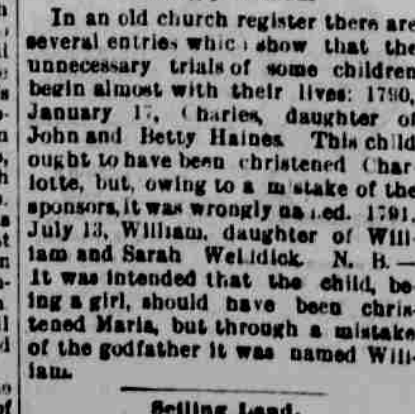 In an old church register there are
several entries which show that the
unnecessary trials of some children
begin almost with their lives: 1790,
January 17, Charles, daughter of
John and Betty Haines. This child
ought to have been christened Char
lotte, but, owing to a mistake of the
sponsors, it was wrongly named. 1791
July 13, William, daughter of Will
iam and Sarah N. B.—
It was intended that the child, be
ing a girl, should have been chris
tened Maria, but through a mistake
of the godfather it was named Will
iam.
Selling Land.